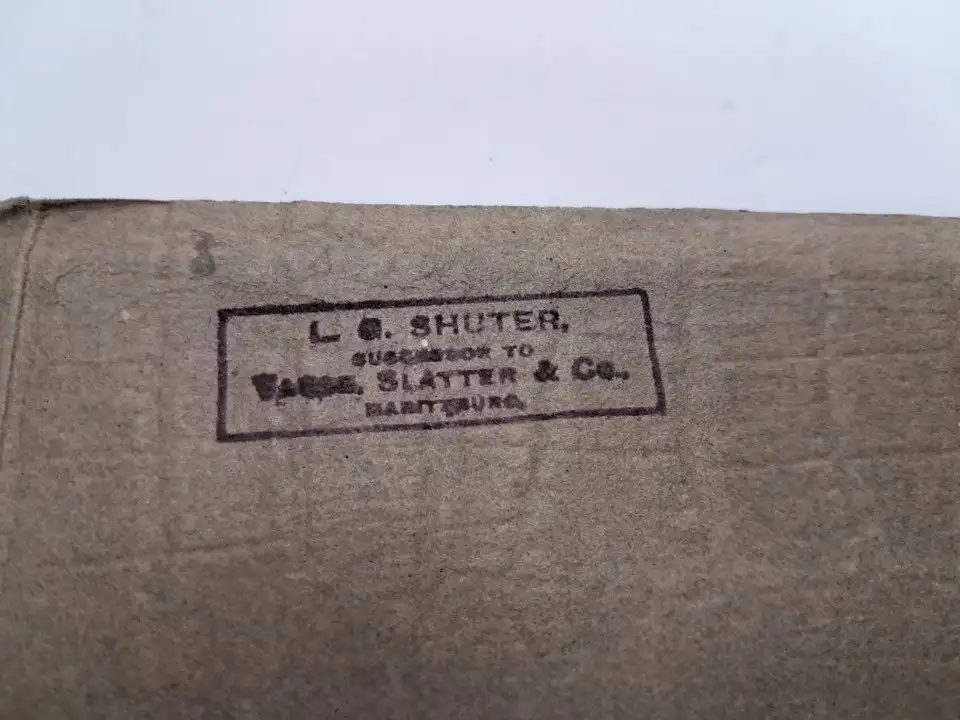 L. G. SHUTER,
SUCCESSOR TO
SLATTER & Co.,
MARITZBURG.